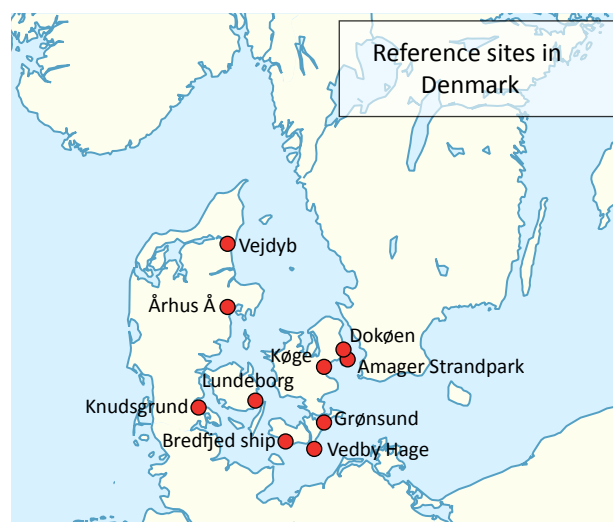 Reference sites in
Denmark
Vejdyb
Århus Å
Dokøen
Køge
Amager Strandpark
Lundeborg
Knudsgrund
Grønsund
Bredfjed ship
Vedby Hage